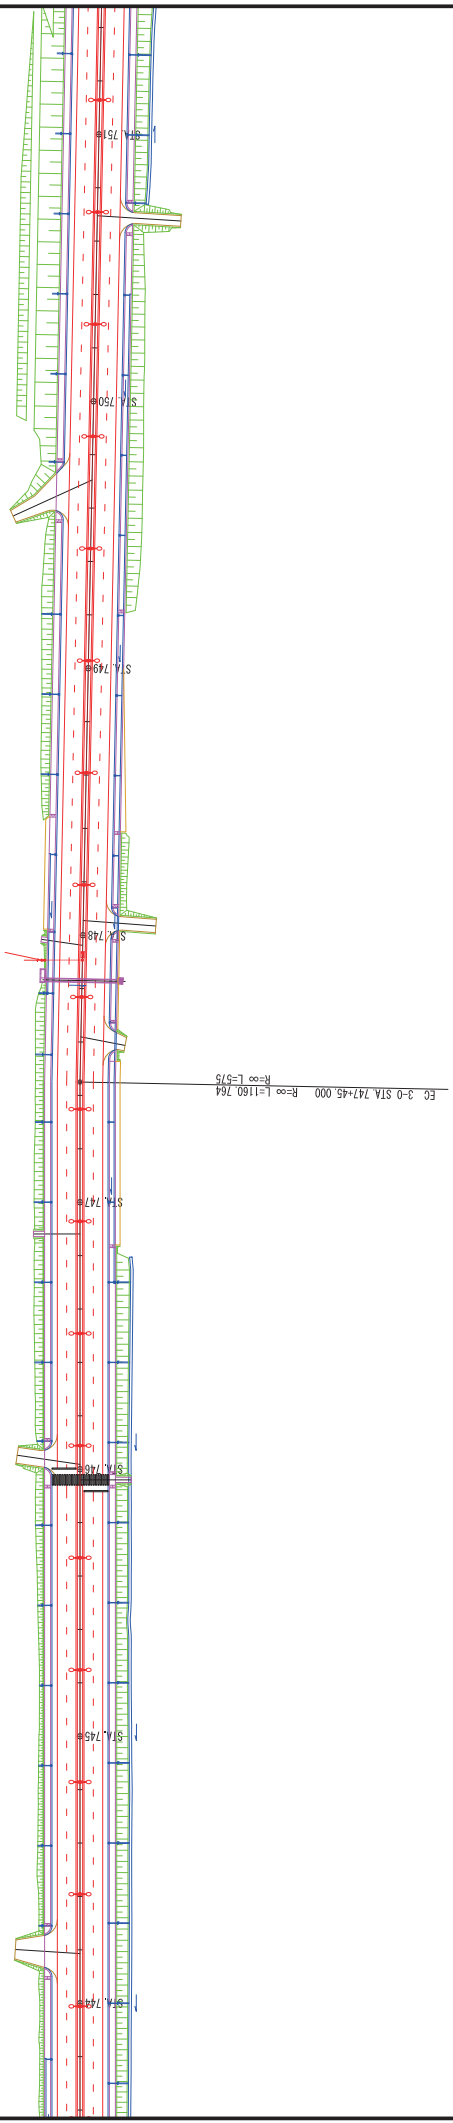 STA. 751
STA. 750
STA. 749
STA. 748
R=∞ L=575
EC 3-0 STA. 747+45.000 R=∞ L=1160.764
STA. 747
STA. 746
STA. 745
STA. 744